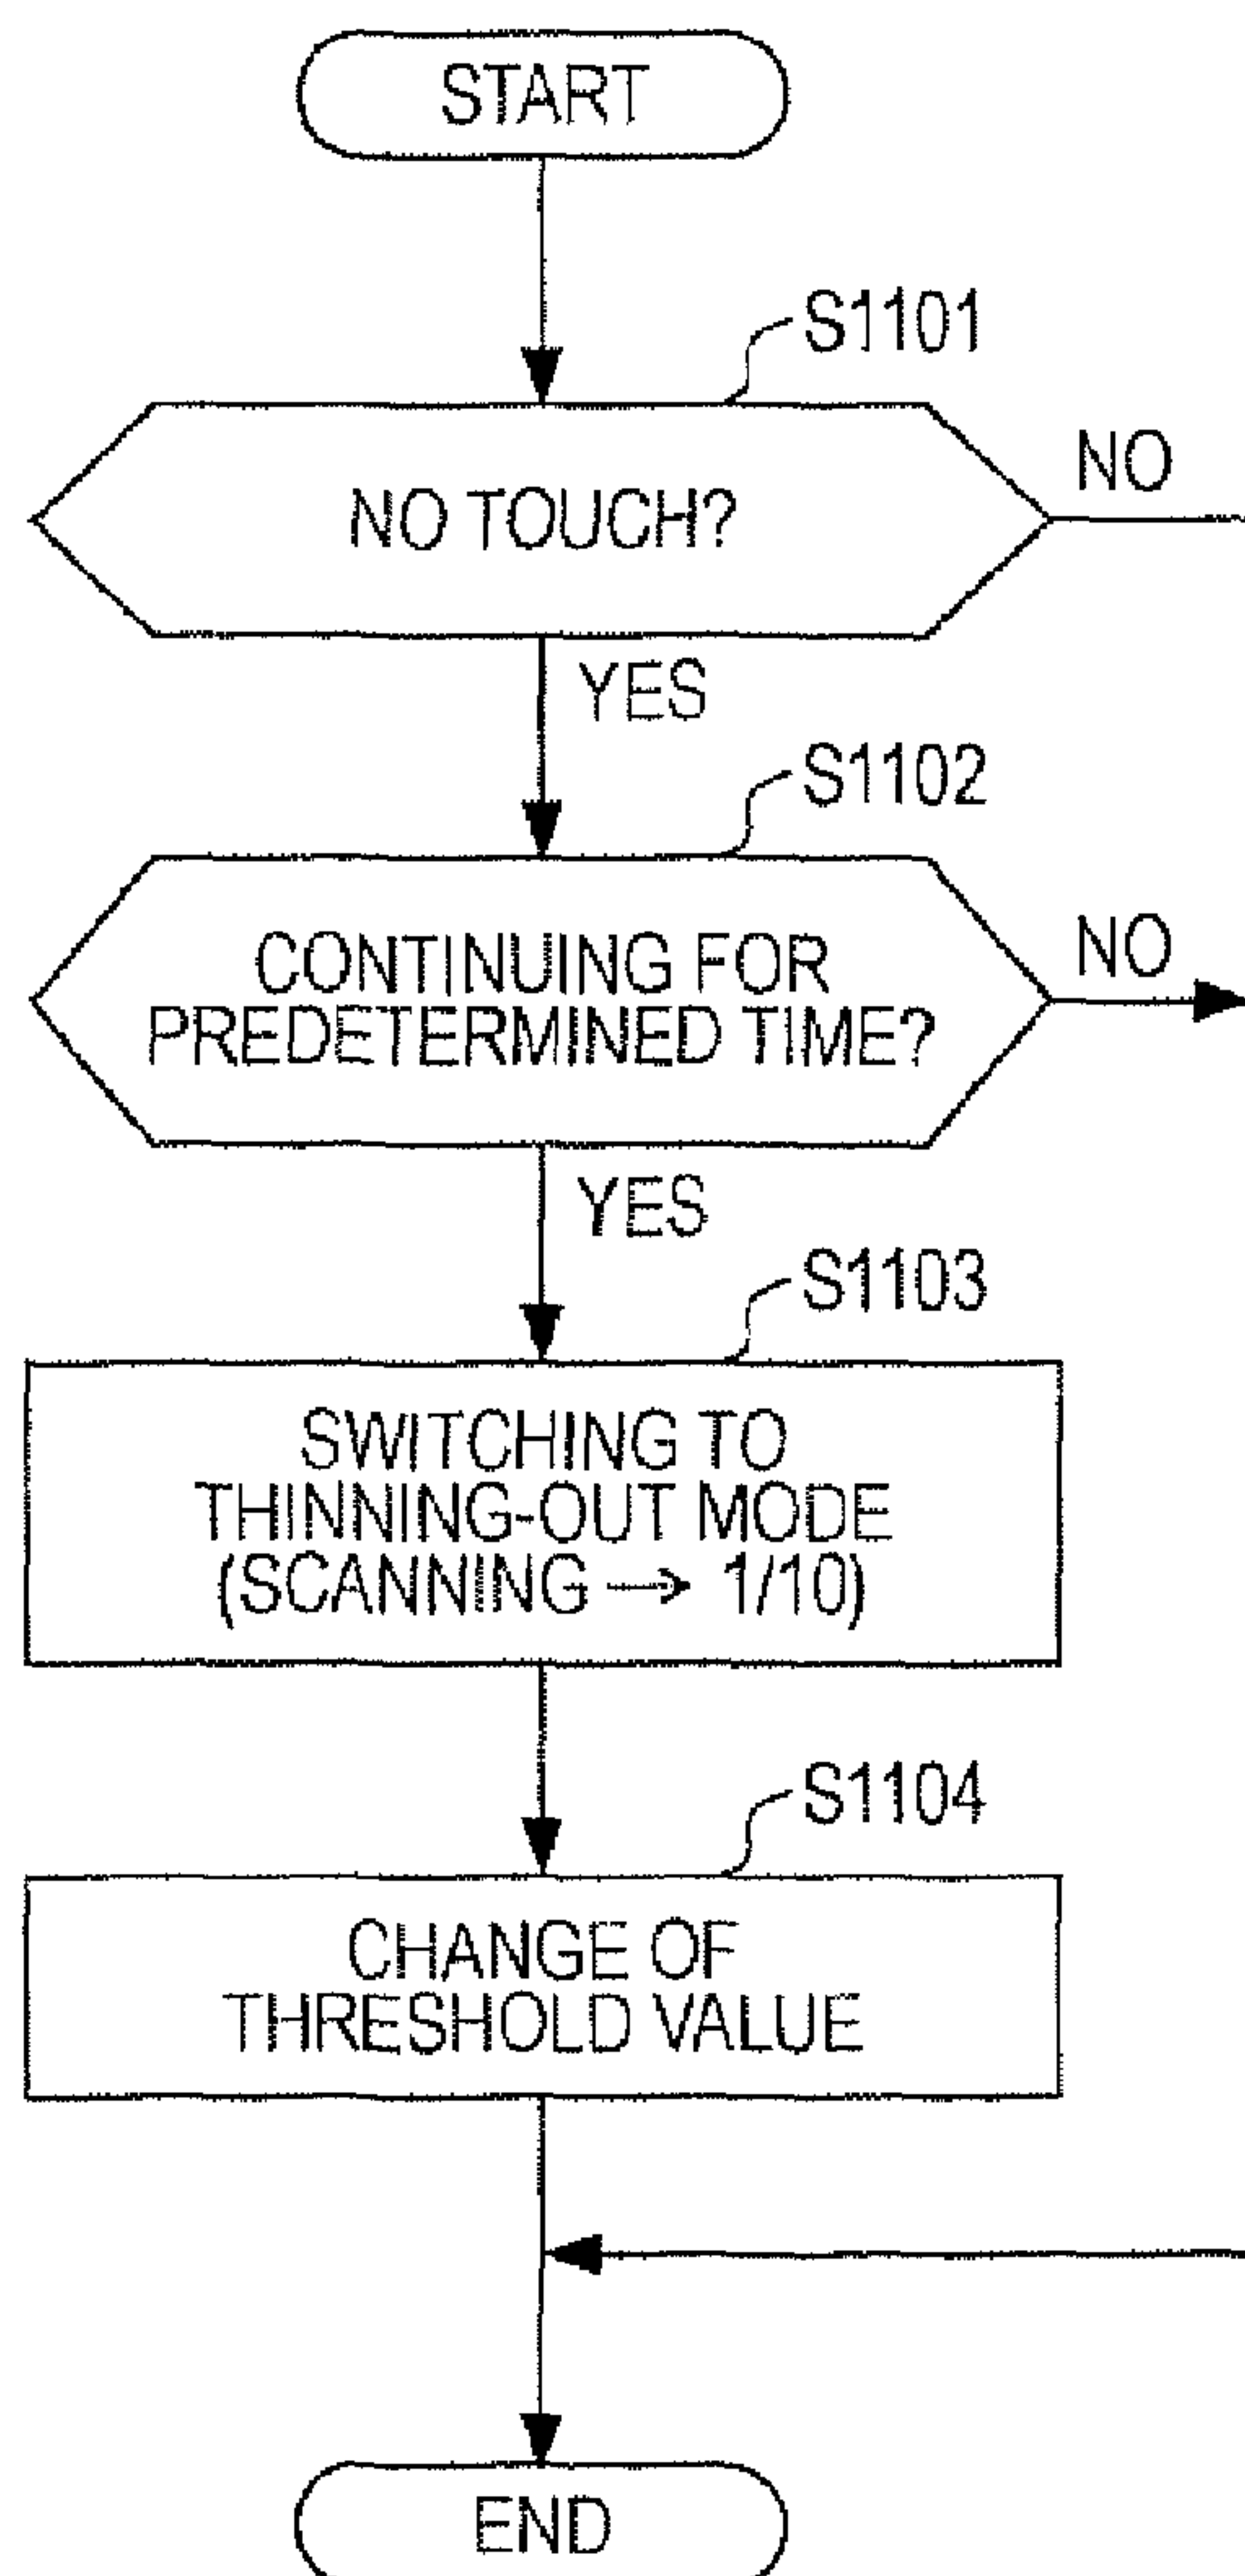 START
S1101
NO TOUCH?
NO
YES
S1102
CONTINUING FOR
PREDETERMINED TIME?
NO
YES
S1103
SWITCHING TO
THINNING-OUT MODE
(SCANNING → 1/10)
S1104
CHANGE OF
THRESHOLD VALUE
END